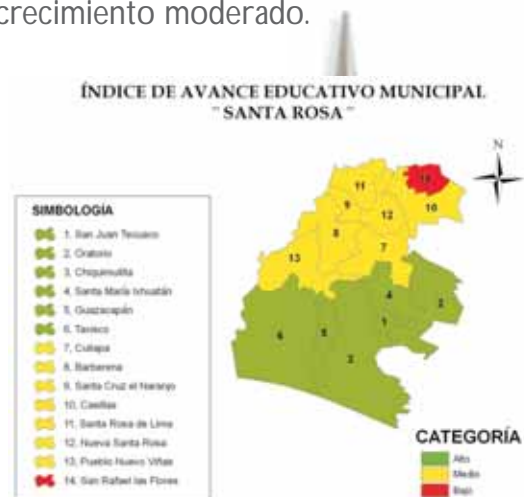 crecimiento moderado.
ÍNDICE DE AVANCE EDUCATIVO MUNICIPAL
" SANTA ROSA "
N
SIMBOLOGÍA
1. San Juan Tecuaco
2. Oratorio
3. Chiquimulilla
4. Santa María Ixhuatán
5. Guazacapán
6. Taxisco
7. Cuilapa
8. Barberena
9. Santa Cruz el Naranjo
10. Casillas
11. Santa Rosa de Lima
12. Nueva Santa Rosa
13. Pueblo Nuevo Viñas
14. San Rafael las Flores
11
14
9
12
10
8
7
13
4
2
6
5
1
3
CATEGORÍA
Alto
Medio
Bajo